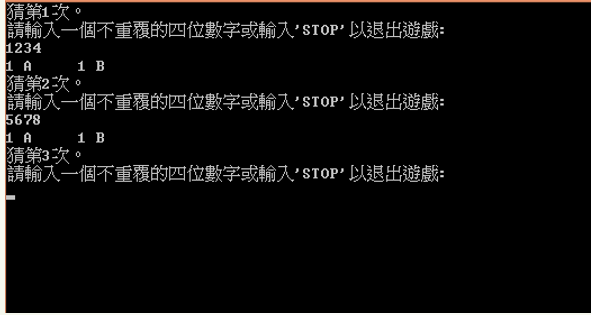 猜第1次。
請輸入一個不重覆的四位數字或輸入'STOP'以退出遊戲:
1234
1 A     1 B
猜第2次。
請輸入一個不重覆的四位數字或輸入'STOP'以退出遊戲:
5678
1 A     1 B
猜第3次。
請輸入一個不重覆的四位數字或輸入'STOP'以退出遊戲: